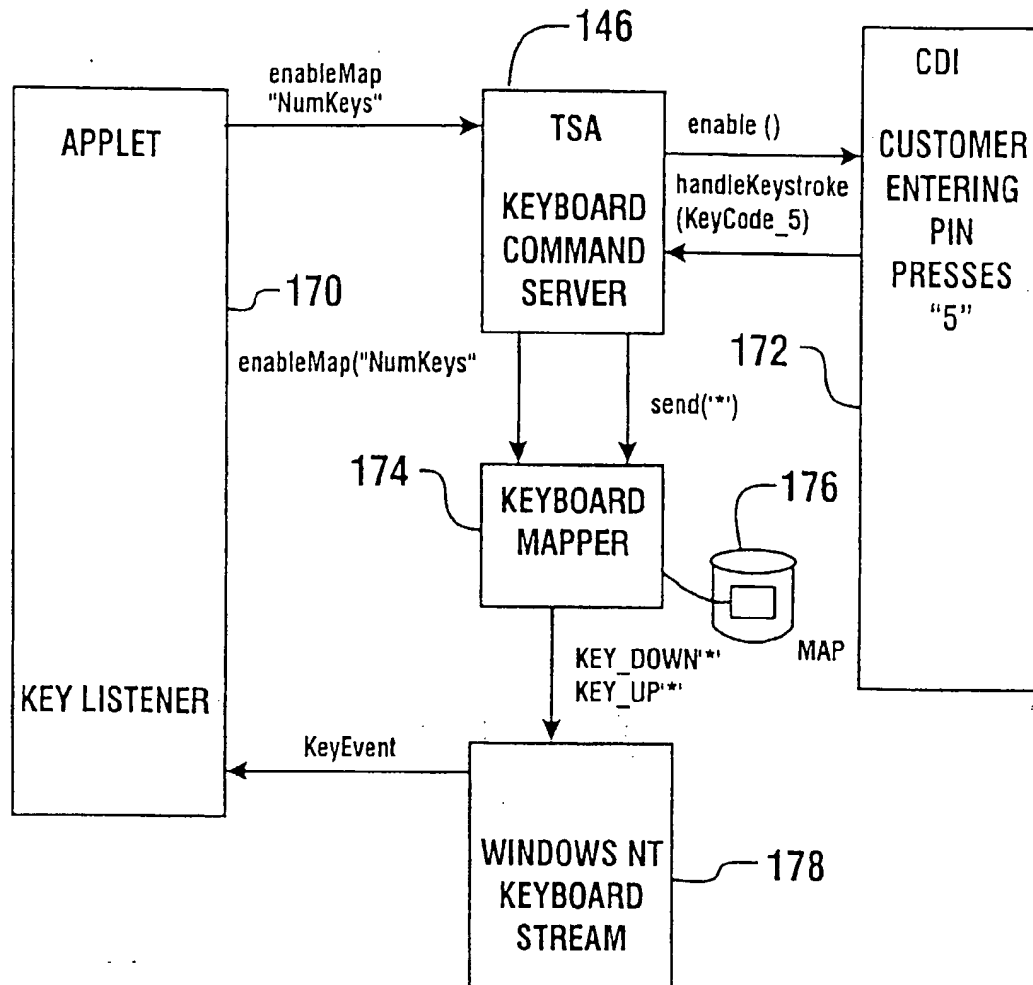 146
enableMap
"NumKeys"
APPLET
TSA
KEYBOARD
COMMAND
SERVER
enable ()
handleKeystroke
(KeyCode_5)
CDI
CUSTOMER
ENTERING
PIN
PRESSES
“5”
170
172
enableMap("NumKeys"
send('*')
174
KEYBOARD
MAPPER
176
MAP
KEY_DOWN'*'
KEY_UP'*'
KEY LISTENER
KeyEvent
WINDOWS NT
KEYBOARD
STREAM
178